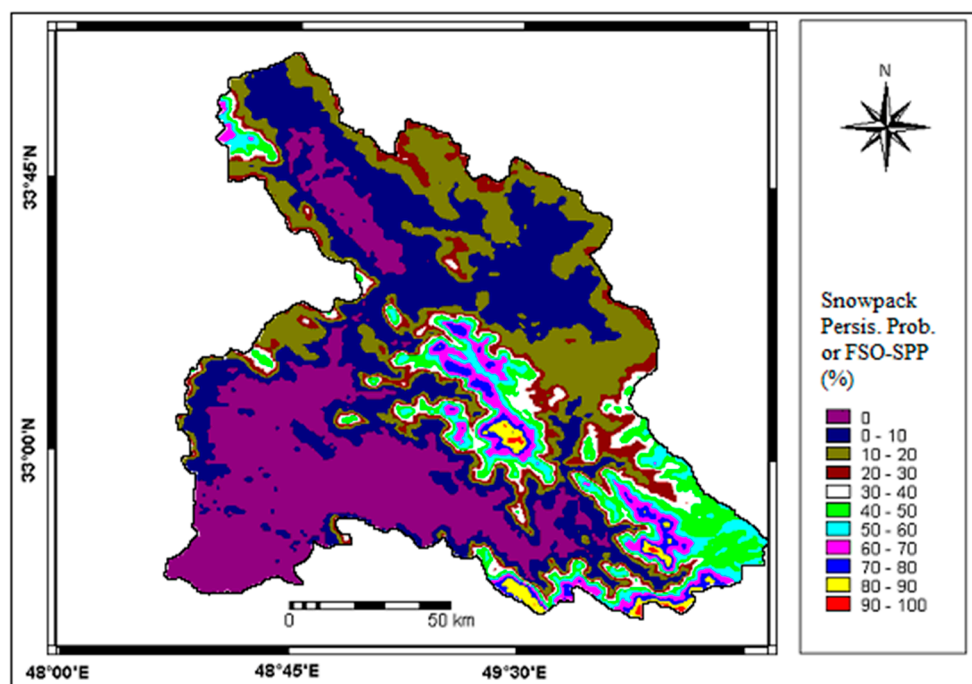 N
33°45'N
33°00'N
Snowpack
Persis. Prob.
or FSO-SPP
(%)
0
0 - 10
10 - 20
20 - 30
30 - 40
40 - 50
50 - 60
60 - 70
70 - 80
80 - 90
90 - 100
0 50 km
48°00'E 48°45'E 49°30'E